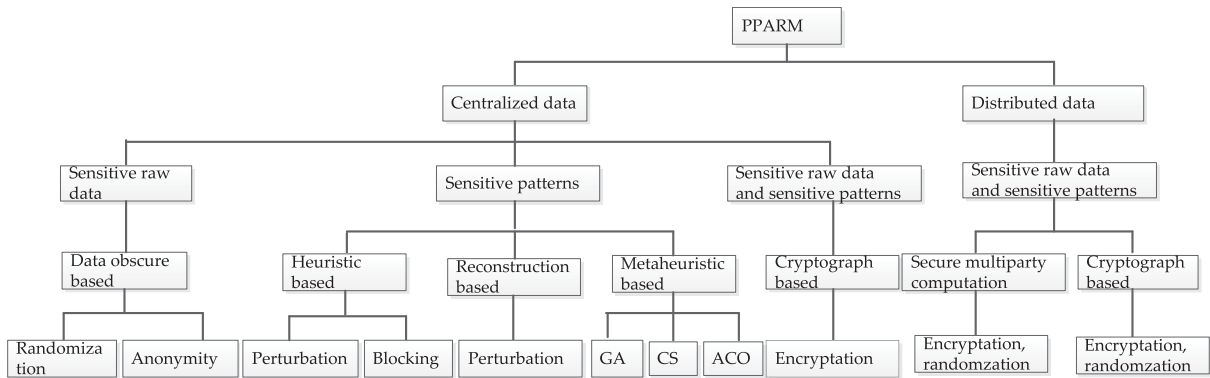 PPARM
Centralized data
Distributed data
Sensitive raw
data
Sensitive patterns
Sensitive raw data
and sensitive patterns
Sensitive raw data
and sensitive patterns
Data obscure
based
Heuristic
based
Reconstruction
based
Metaheuristic
based
Cryptograph
based
Secure multiparty
computation
Cryptograph
based
Randomiza
tion
Anonymity
Perturbation
Blocking
Perturbation
GA
CS
ACO
Encryptation
Encryptation,
randomzation
Encryptation,
randomzation